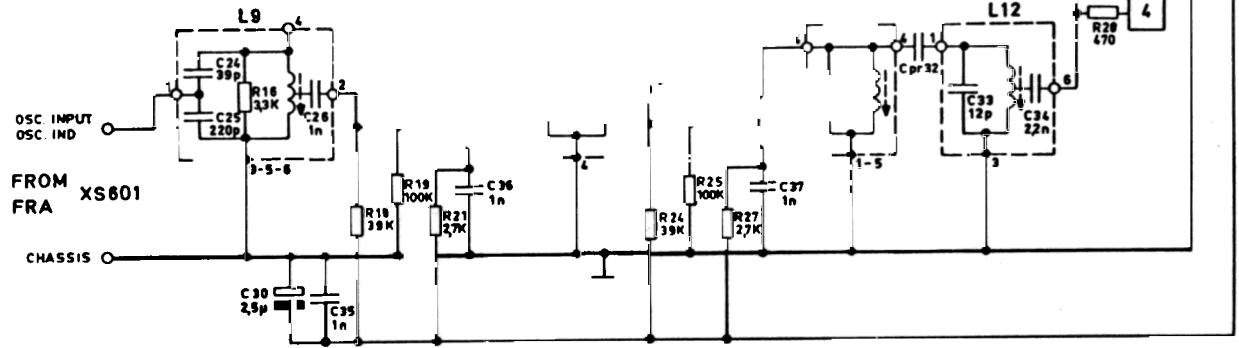 L9
4
C24
39p
1
R16
3,3K
C25
220p
C26
1n
2
3-5-6
OSC. INPUT
OSC. IND
FROM
FRA
XS601
CHASSIS
C30
2,5µ
C35
1n
R18
39K
R19
100K
R21
2,7K
C36
1n
4
R24
39K
R25
100K
R27
2,7K
C37
1n
4
Cpr32
1-5
1
L12
C33
12p
C34
2,2n
6
3
R28
470
4